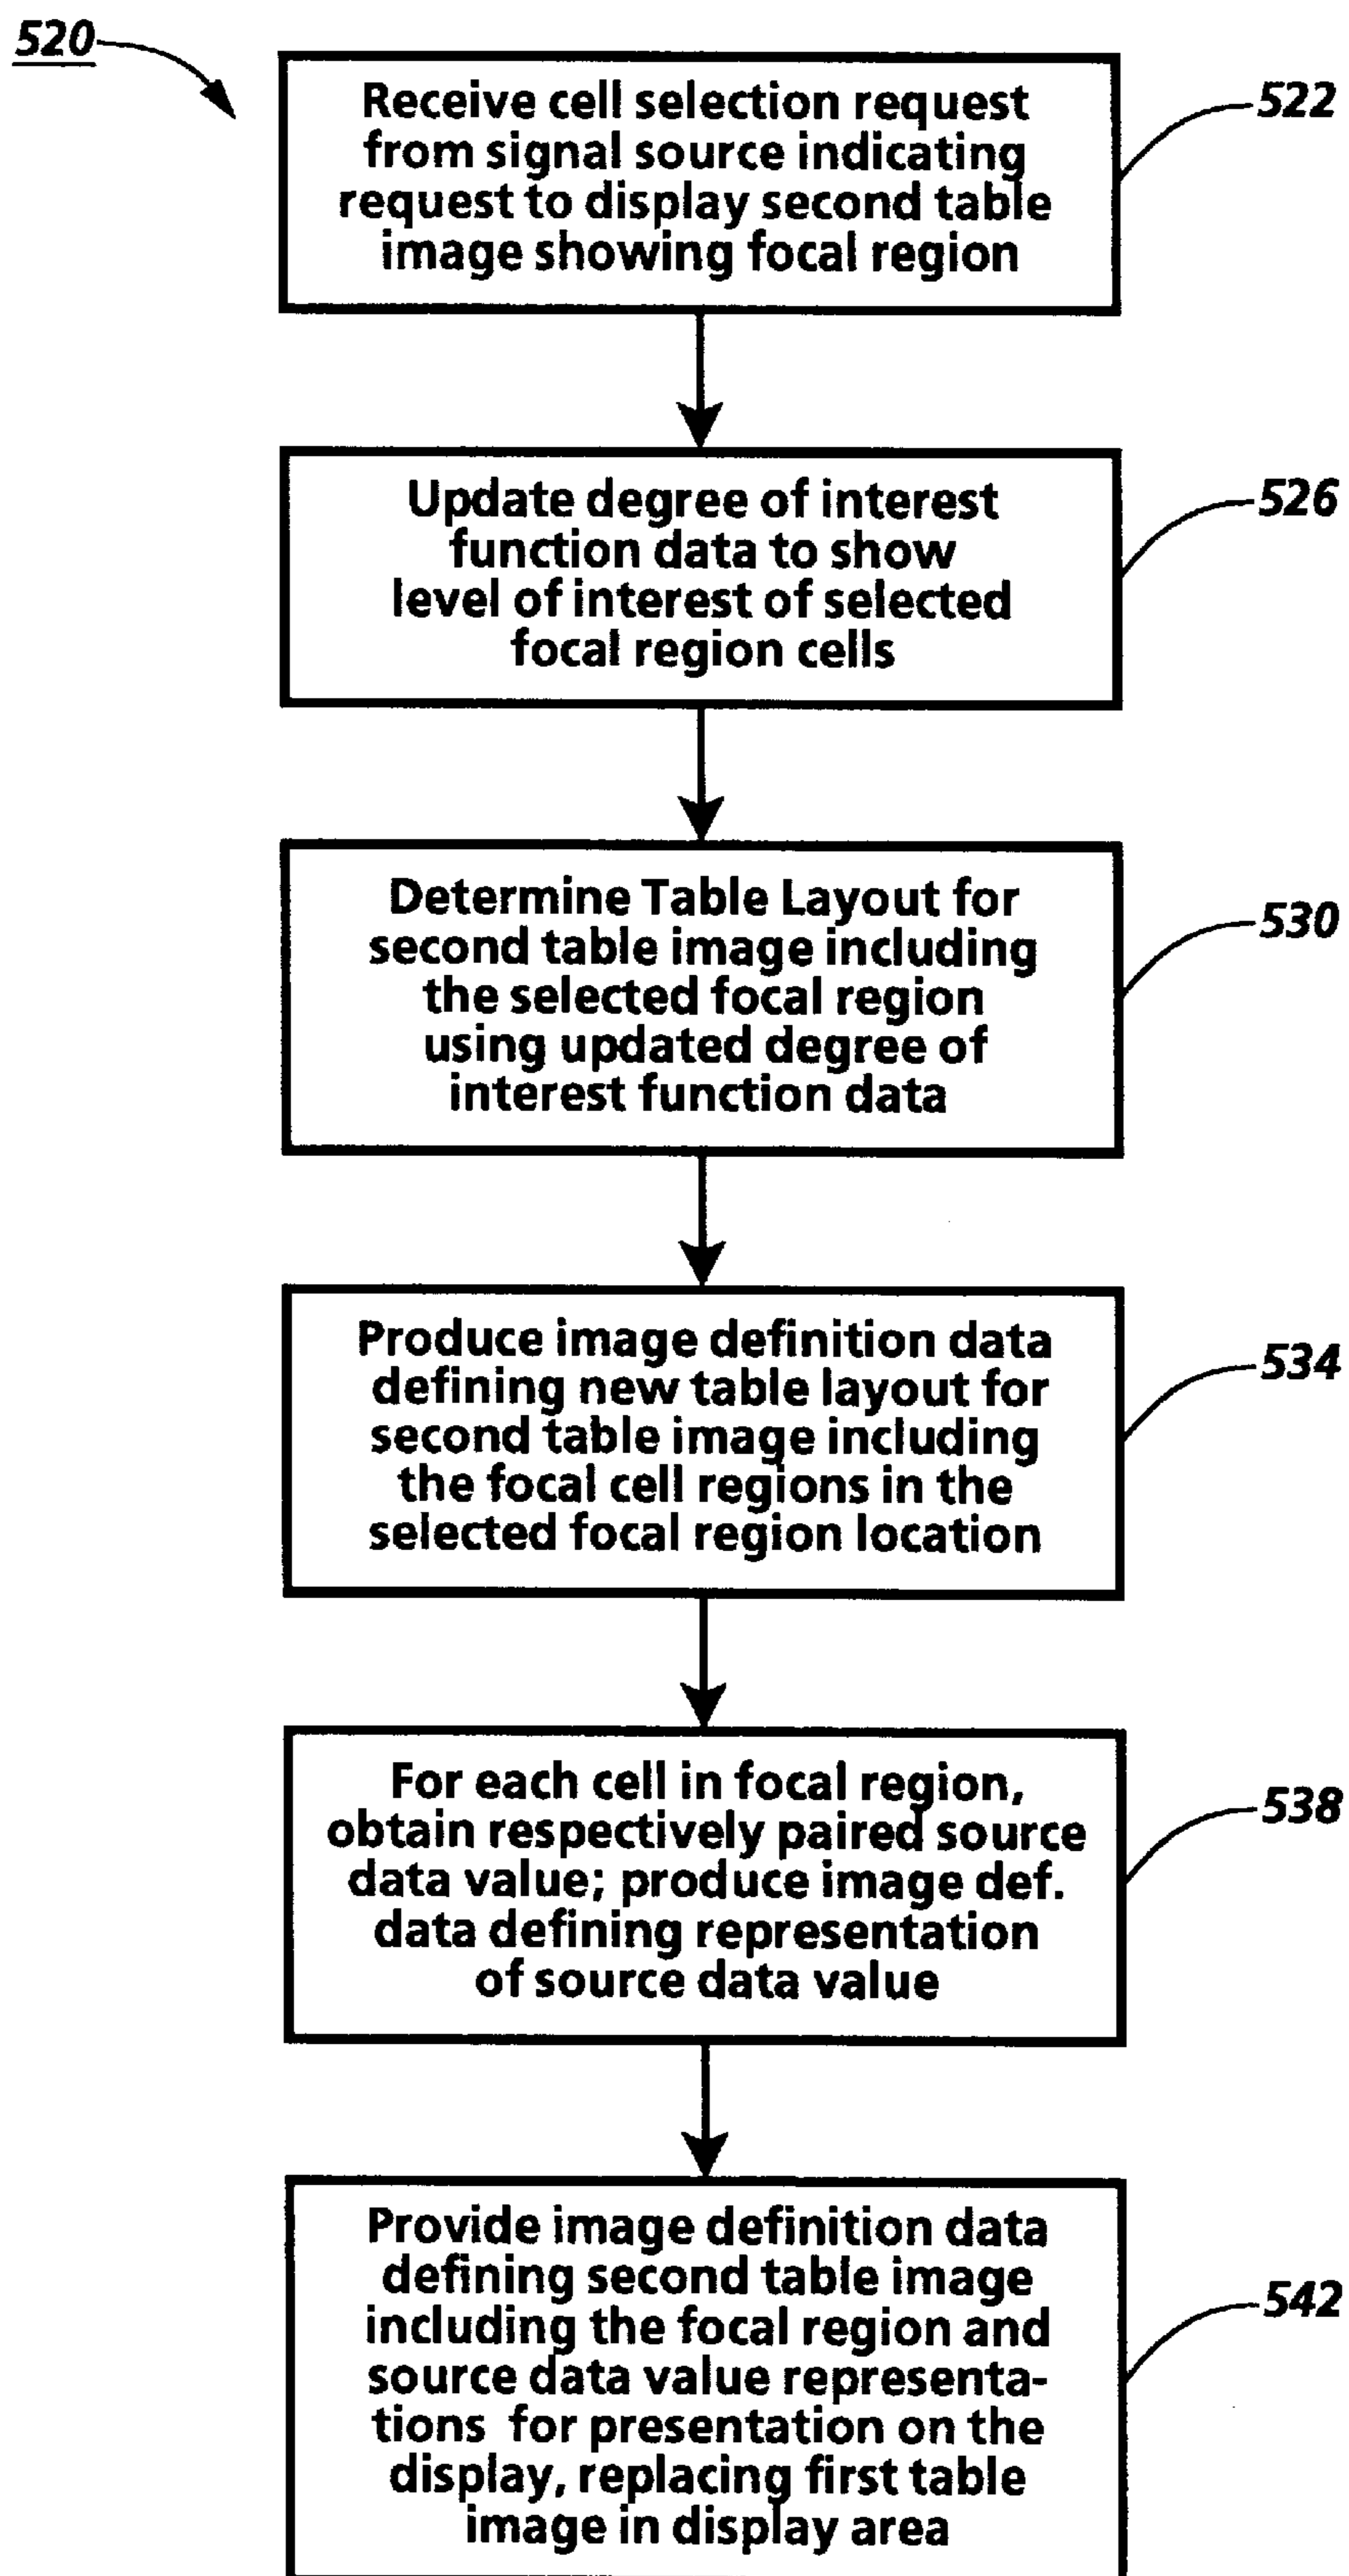 520
Receive cell selection request
from signal source indicating
request to display second table
image showing focal region
522
Update degree of interest
function data to show
level of interest of selected
focal region cells
526
Determine Table Layout for
second table image including
the selected focal region
using updated degree of
interest function data
530
Produce image definition data
defining new table layout for
second table image including
the focal cell regions in the
selected focal region location
534
For each cell in focal region,
obtain respectively paired source
data value; produce image def.
data defining representation
of source data value
538
Provide image definition data
defining second table image
including the focal region and
source data value representa-
tions for presentation on the
display, replacing first table
image in display area
542